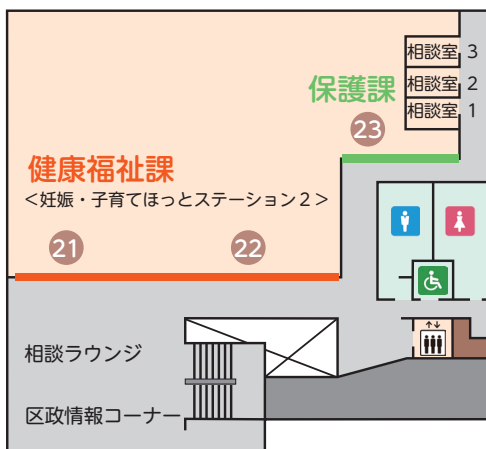 相談室 3
相談室 2
相談室 1
保護課
23
健康福祉課
<妊娠・子育てほっとステーション2>
21
22
相談ラウンジ
区政情報コーナー